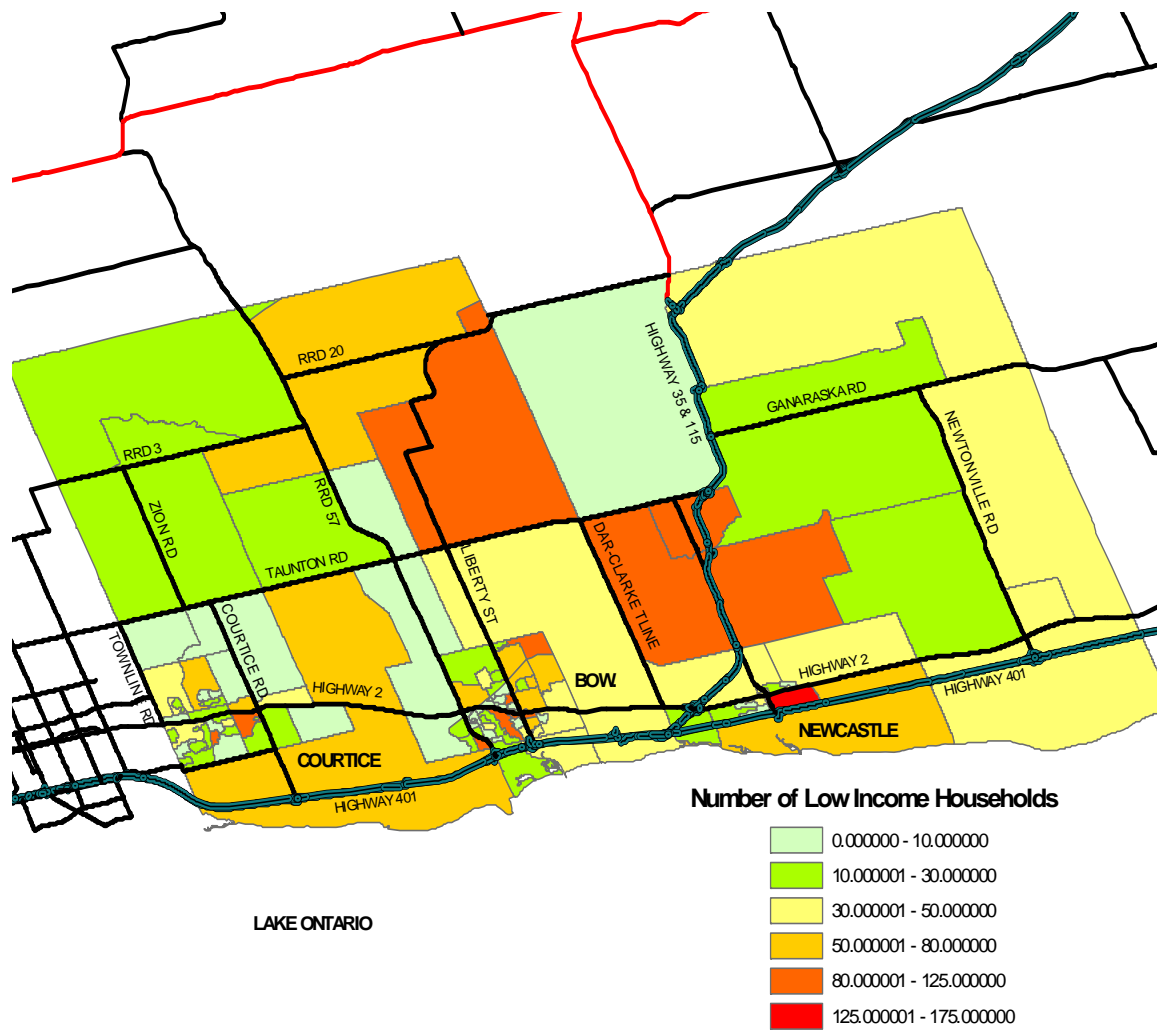 RRD 20
HIGHWAY 35 & 115
GANARASKA RD
NEWTONVILLE RD
RRD 3
ZION RD
RRD 57
TAUNTON RD
LIBERTY ST
DAR-CLARKE TLINE
COURTICE RD
TOWNLIN RD
HIGHWAY 2
BOW.
HIGHWAY 2
HIGHWAY 401
NEWCASTLE
COURTICE
HIGHWAY 401
Number of Low Income Households
0.000000 - 10.000000
10.000001 - 30.000000
30.000001 - 50.000000
50.000001 - 80.000000
80.000001 - 125.000000
125.000001 - 175.000000
LAKE ONTARIO